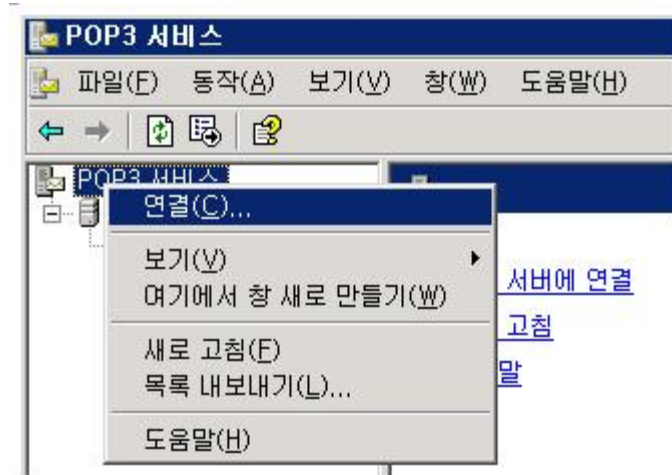 POP3 서비스
파일(F) 동작(A) 보기(V) 창(W) 도움말(H)
POP3 서비스
연결(C)...
보기(V)
여기에서 창 새로 만들기(W)
새로 고침(F)
목록 내보내기(L)...
도움말(H)
서버에 연결
고침
말